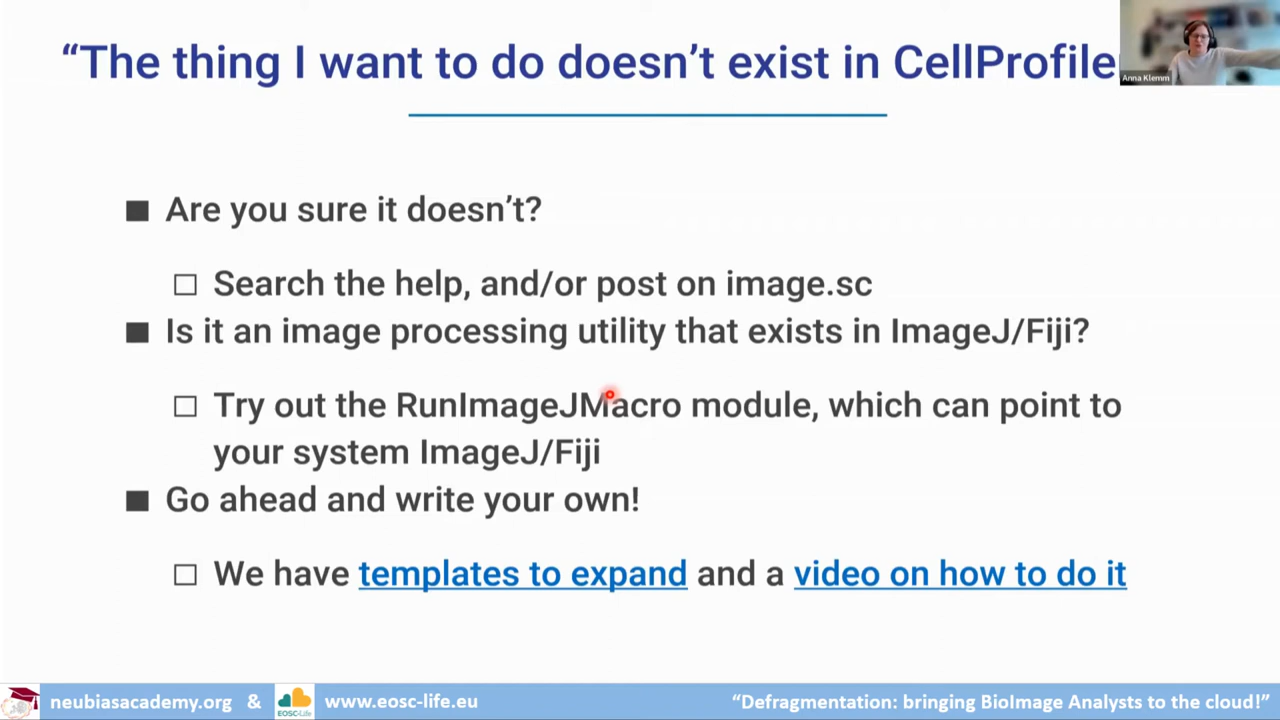 “The thing I want to do doesn’t exist in CellProfile
Anna Klemm
■ Are you sure it doesn’t?
□ Search the help, and/or post on image.sc
■ Is it an image processing utility that exists in ImageJ/Fiji?
□ Try out the RunImageJMacro module, which can point to
your system ImageJ/Fiji
■ Go ahead and write your own!
□ We have templates to expand and a video on how to do it
neubiasacademy.org & EOSC-Life www.eosc-life.eu “Defragmentation: bringing BioImage Analysts to the cloud!”